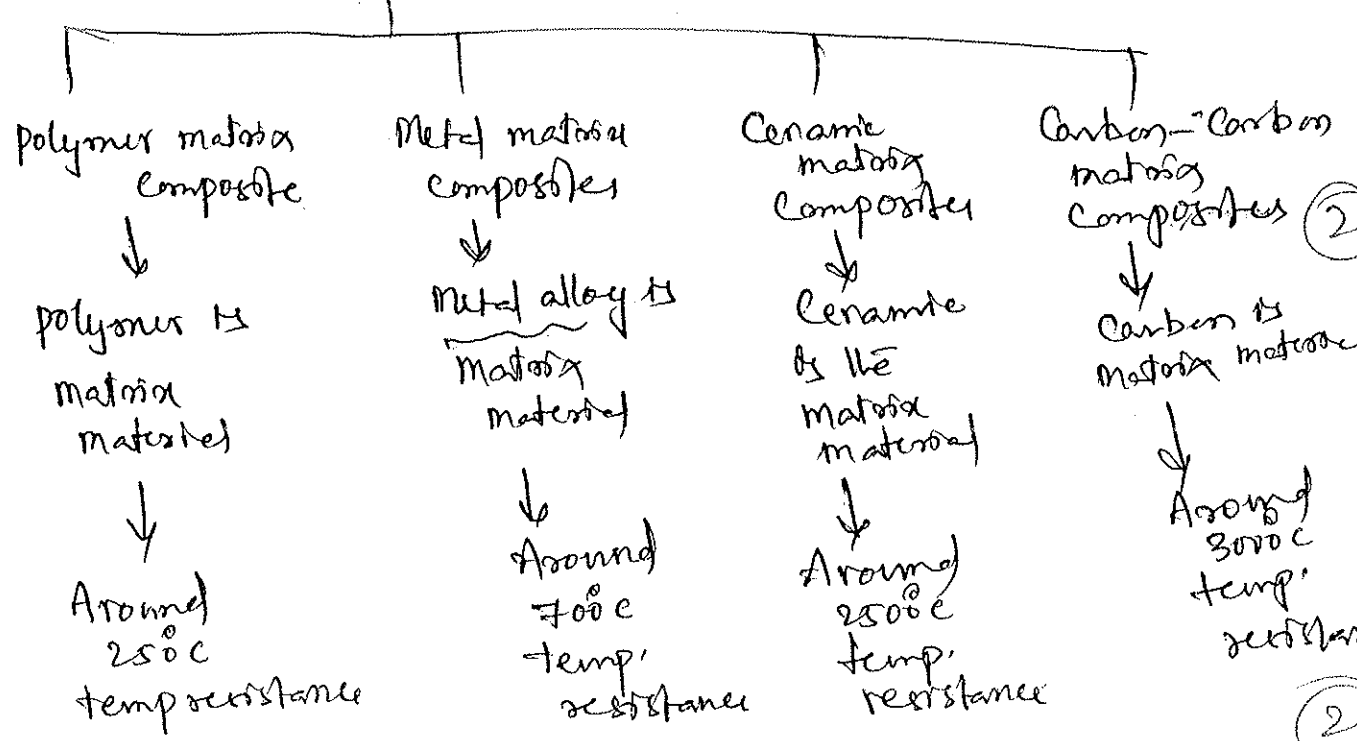 polymer matrix
composite
↓
polymer is
matrix
material
↓
Around
250°C
temp resistance
Metal matrix
composites
↓
Metal alloy is
matrix
material
↓
Around
700°C
temp.
resistance
Ceramic
matrix
Composites
↓
Ceramic
is the
matrix
material
↓
Around
2500°C
temp.
resistance
Carbon-Carbon
matrix
Composites
2
↓
Carbon is
matrix
↓
Around
3000°C
temp.
2